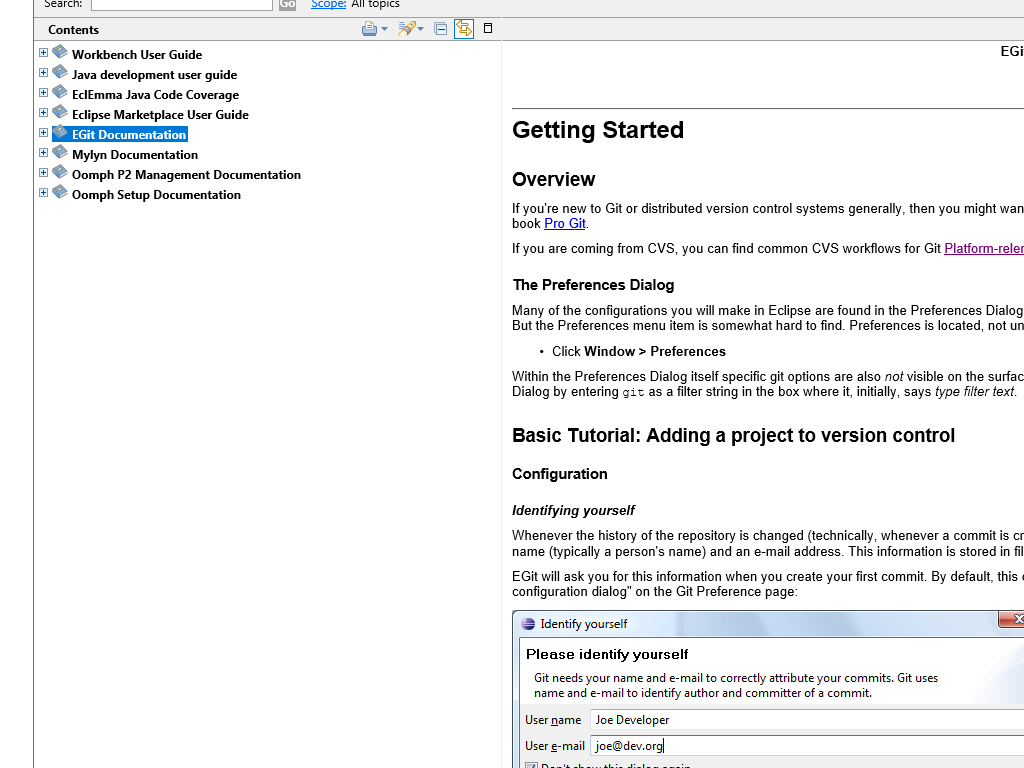 Search: Go Scope: All topics
Contents
Workbench User Guide
Java development user guide
EclEmma Java Code Coverage
Eclipse Marketplace User Guide
EGit Documentation
Mylyn Documentation
Oomph P2 Management Documentation
Oomph Setup Documentation
EGi
Getting Started
Overview
If you're new to Git or distributed version control systems generally, then you might wan
book Pro Git.
If you are coming from CVS, you can find common CVS workflows for Git Platform-rele
The Preferences Dialog
Many of the configurations you will make in Eclipse are found in the Preferences Dialog
But the Preferences menu item is somewhat hard to find. Preferences is located, not un
• Click Window > Preferences
Within the Preferences Dialog itself specific git options are also not visible on the surfac
Dialog by entering git as a filter string in the box where it, initially, says type filter text.
Basic Tutorial: Adding a project to version control
Configuration
Identifying yourself
Whenever the history of the repository is changed (technically, whenever a commit is cr
name (typically a person's name) and an e-mail address. This information is stored in fil
EGit will ask you for this information when you create your first commit. By default, this
configuration dialog" on the Git Preference page:
Identify yourself
Please identify yourself
Git needs your name and e-mail to correctly attribute your commits. Git uses
name and e-mail to identify author and committer of a commit.
User name Joe Developer
User e-mail joe@dev.org
Don't show this dialog again